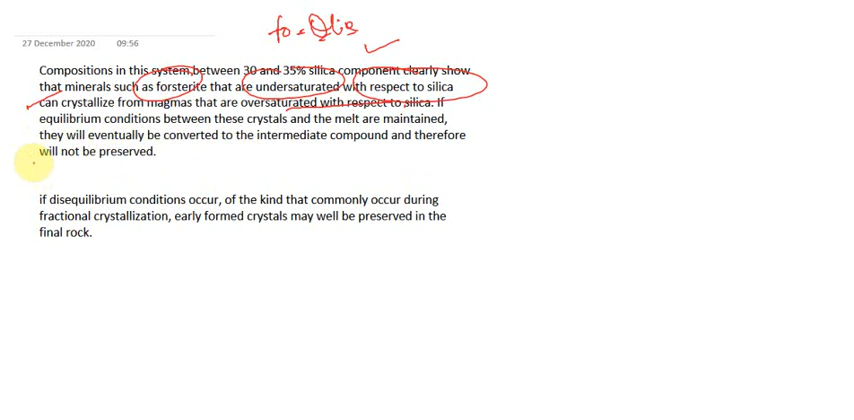 27 December 2020 09:56
Compositions in this system,between 30 and 35% silica component clearly show
that minerals such as forsterite that are undersaturated with respect to silica
can crystallize from magmas that are oversaturated with respect to silica. If
equilibrium conditions between these crystals and the melt are maintained,
they will eventually be converted to the intermediate compound and therefore
will not be preserved.
if disequilibrium conditions occur, of the kind that commonly occur during
fractional crystallization, early formed crystals may well be preserved in the
final rock.